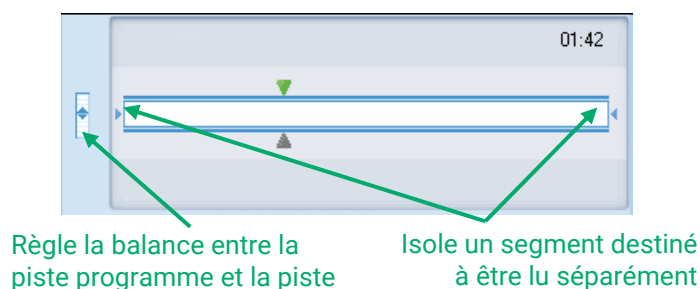 01:42
Règle la balance entre la
piste programme et la piste
Isole un segment destiné
à être lu séparément